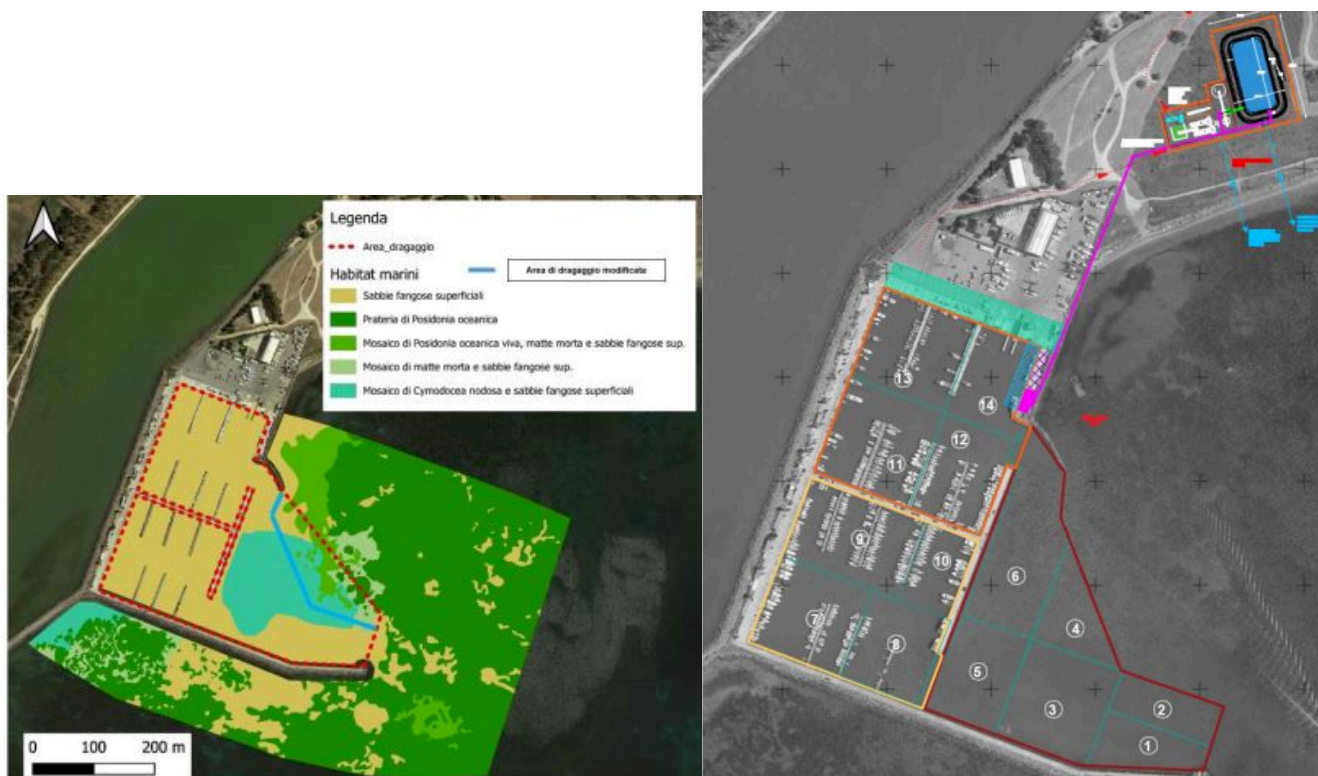 Legenda
Area_dragaggio
Habitat marini
Area di dragaggio modificata
Sabbie fangose superficiali
Prateria di Posidonia oceanica
Mosaico di Posidonia oceanica viva, matte morta e sabbie fangose sup.
Mosaico di matte morta e sabbie fangose sup.
Mosaico di Cymodocea nodosa e sabbie fangose superficiali
0 100 200 m
13
14
12
11
9
10
6
7
4
8
5
3
2
1